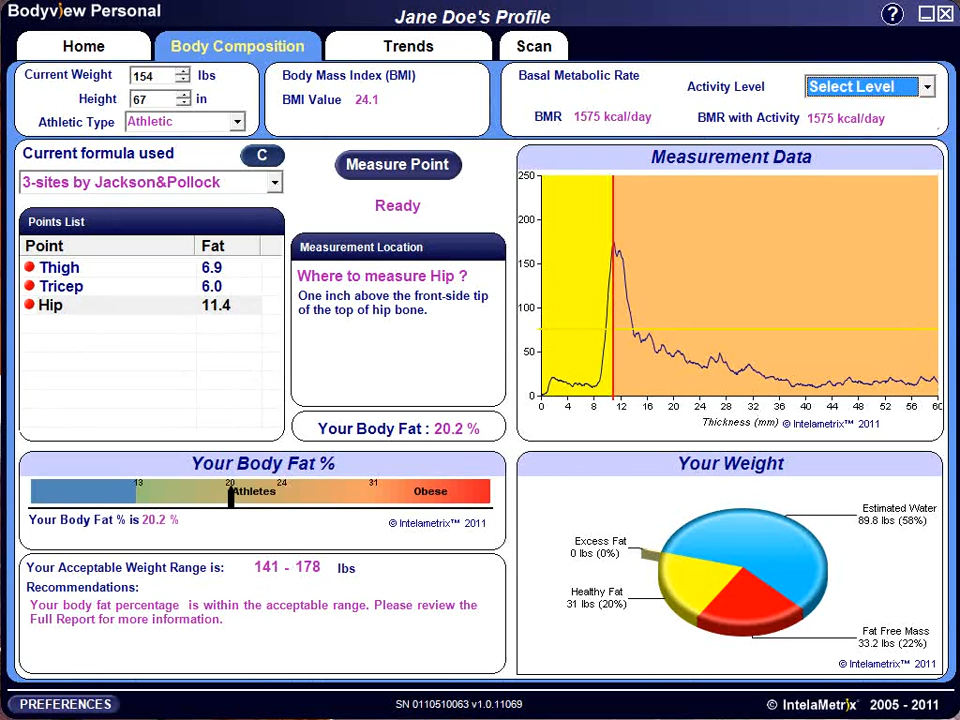 Bodyview Personal
Jane Doe's Profile
?
Home
Body Composition
Trends
Scan
Current Weight 154 lbs
Height 67 in
Athletic Type Athletic
Body Mass Index (BMI)
BMI Value 24.1
Basal Metabolic Rate
Activity Level Select Level
BMR 1575 kcal/day
BMR with Activity 1575 kcal/day
Current formula used C
3-sites by Jackson&Pollock
Measure Point
Ready
Points List
Point Fat
Thigh 6.9
Tricep 6.0
Hip 11.4
Measurement Location
Where to measure Hip ?
One inch above the front-side tip
of the top of hip bone.
Your Body Fat : 20.2 %
Measurement Data
250
200
150
100
50
0
0 4 8 12 16 20 24 28 32 36 40 44 48 52 56 60
Thickness (mm) © Intelametrix™ 2011
Your Body Fat %
13 20 24 31
Athletes Obese
Your Body Fat % is 20.2 %
© Intelametrix™ 2011
Your Acceptable Weight Range is: 141 - 178 lbs
Recommendations:
Your body fat percentage is within the acceptable range. Please review the
Full Report for more information.
Your Weight
Estimated Water
89.8 lbs (58%)
Excess Fat
0 lbs (0%)
Healthy Fat
31 lbs (20%)
Fat Free Mass
33.2 lbs (22%)
© Intelametrix™ 2011
PREFERENCES
SN 0110510063 v1.0.11069
© IntelaMetrix 2005 - 2011